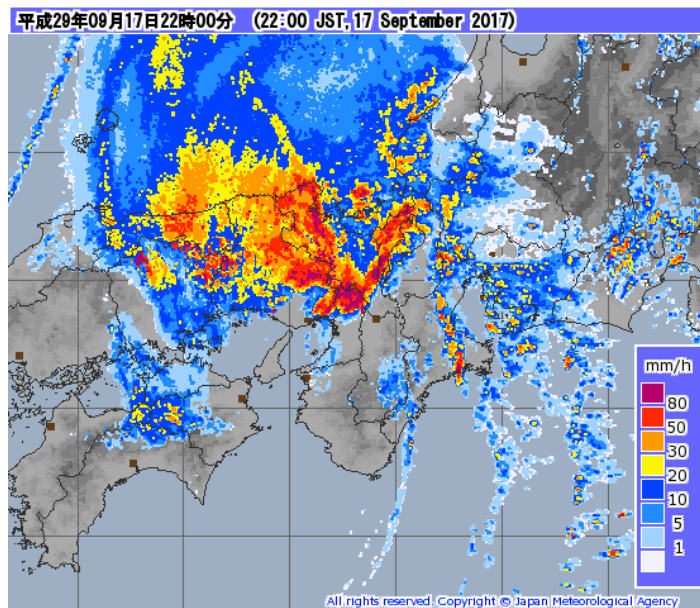 平成29年09月17日22時00分 (22:00 JST,17 September 2017)
mm/h
80
50
30
20
10
5
1
All rights reserved. Copyright © Japan Meteorological Agency